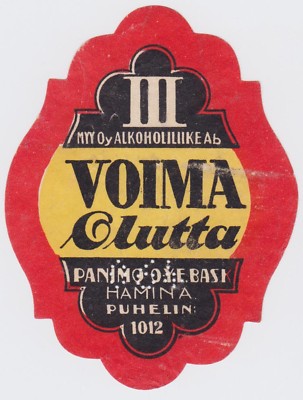 III
MYY Oy ALKOHOLILIIKE Ab
VOIMA
Olutta
PANIMO O.Y.E.BASK
HAMINA
PUHELIN:
1012